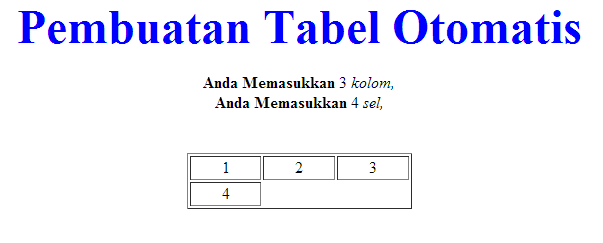 Pembuatan Tabel Otomatis
Anda Memasukkan 3 kolom,
Anda Memasukkan 4 sel,
1 2 3
4